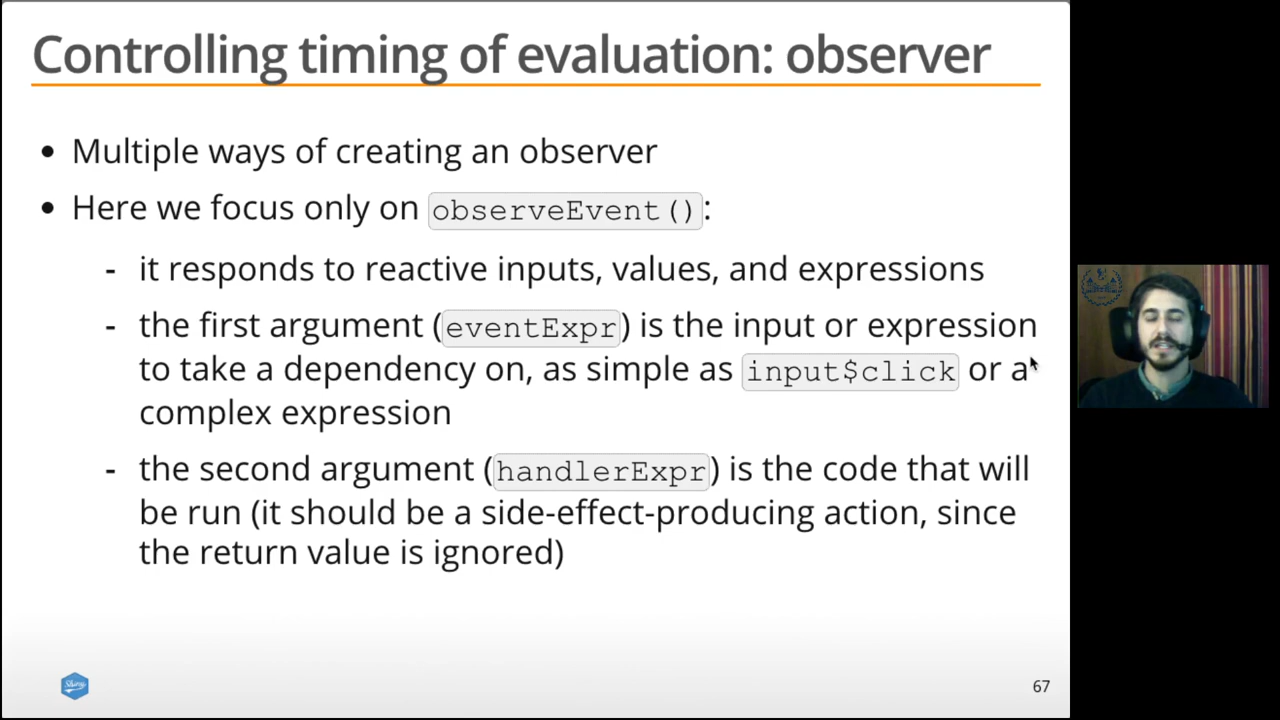 Controlling timing of evaluation: observer
• Multiple ways of creating an observer
• Here we focus only on observeEvent():
- it responds to reactive inputs, values, and expressions
- the first argument (eventExpr) is the input or expression
to take a dependency on, as simple as input$click or a
complex expression
- the second argument (handlerExpr) is the code that will
be run (it should be a side-effect-producing action, since
the return value is ignored)
Shiny
67